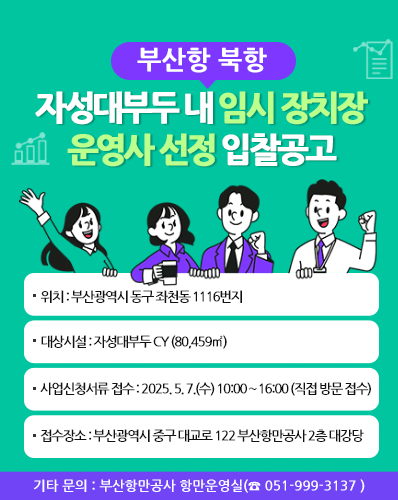 부산항 북항
자성대부두 내 임시 장치장
운영사 선정 입찰공고
▪ 위치 : 부산광역시 동구 좌천동 1116번지
▪ 대상시설 : 자성대부두 CY (80,459㎡)
▪ 사업신청서류 접수 : 2025. 5. 7.(수) 10:00 ~ 16:00 (직접 방문 접수)
▪ 접수장소 : 부산광역시 중구 대교로 122 부산항만공사 2층 대강당
기타 문의 : 부산항만공사 항만운영실(☎ 051-999-3137 )